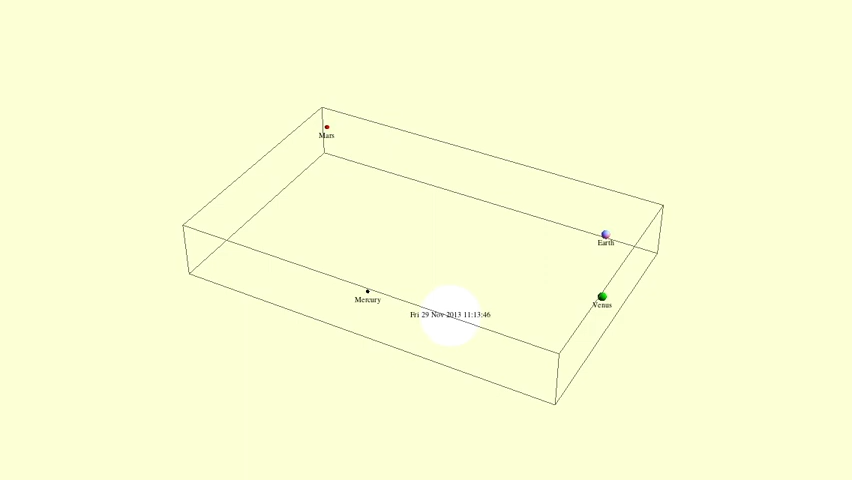 Mars
Earth
Mercury
Venus
Fri 29 Nov 2013 11:13:46